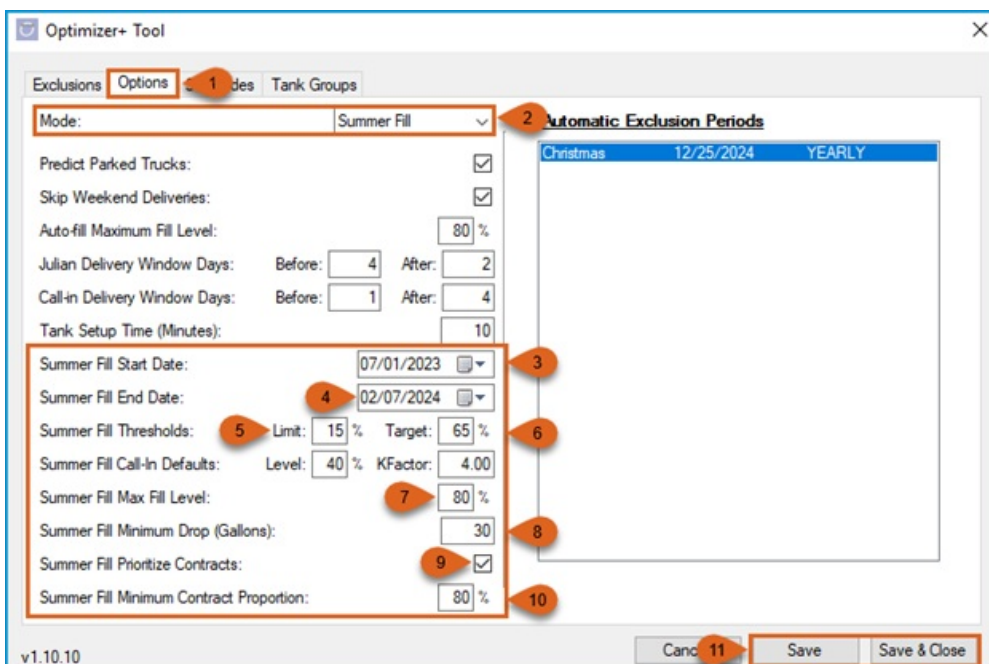 Optimizer+ Tool
Exclusions Options 1 des Tank Groups
Mode: Summer Fill 2 Automatic Exclusion Periods
Christmas 12/25/2024 YEARLY
Predict Parked Trucks:
Skip Weekend Deliveries:
Auto-fill Maximum Fill Level: 80 %
Julian Delivery Window Days: Before: 4 After: 2
Call-in Delivery Window Days: Before: 1 After: 4
Tank Setup Time (Minutes): 10
Summer Fill Start Date: 07/01/2023 3
Summer Fill End Date: 4 02/07/2024
Summer Fill Thresholds: 5 Limit: 15 % Target: 65 % 6
Summer Fill Call-In Defaults: Level: 40 % KFactor: 4.00
Summer Fill Max Fill Level: 7 80 %
Summer Fill Minimum Drop (Gallons): 30 8
Summer Fill Prioritize Contracts: 9
Summer Fill Minimum Contract Proportion: 80 % 10
v1.10.10 Canc 11 Save Save & Close